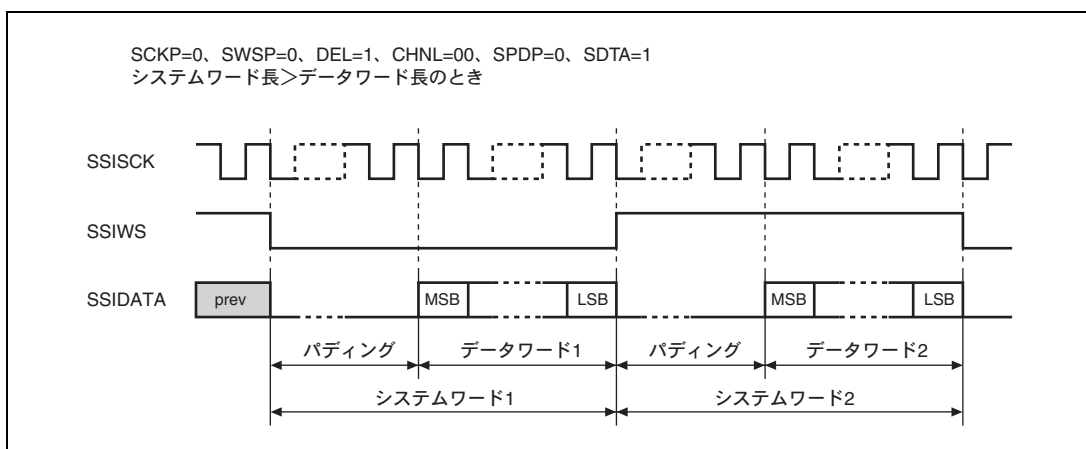 SCKP=0、SWSP=0、DEL=1、CHNL=00、SPDP=0、SDTA=1
システムワード長＞データワード長のとき
SSISCK
SSIWS
SSIDATA
prev
MSB
LSB
MSB
LSB
パディング
データワード1
パディング
データワード2
システムワード1
システムワード2